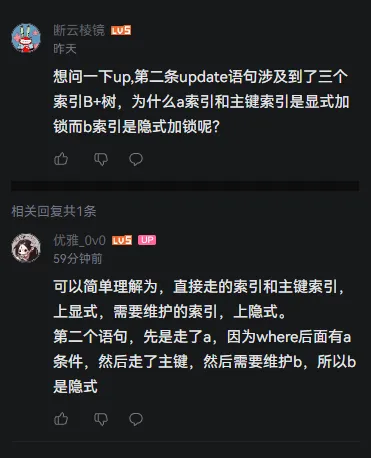 断云棱镜 LV5
昨天
想问一下up,第二条update语句涉及到了三个
索引B+树，为什么a索引和主键索引是显式加
锁而b索引是隐式加锁呢？
相关回复共1条
优雅_0v0 LV5 UP
59分钟前
可以简单理解为，直接走的索引和主键索引，
上显式，需要维护的索引，上隐式。
第二个语句，先是走了a，因为where后面有a
条件，然后走了主键，然后需要维护b，所以b
是隐式